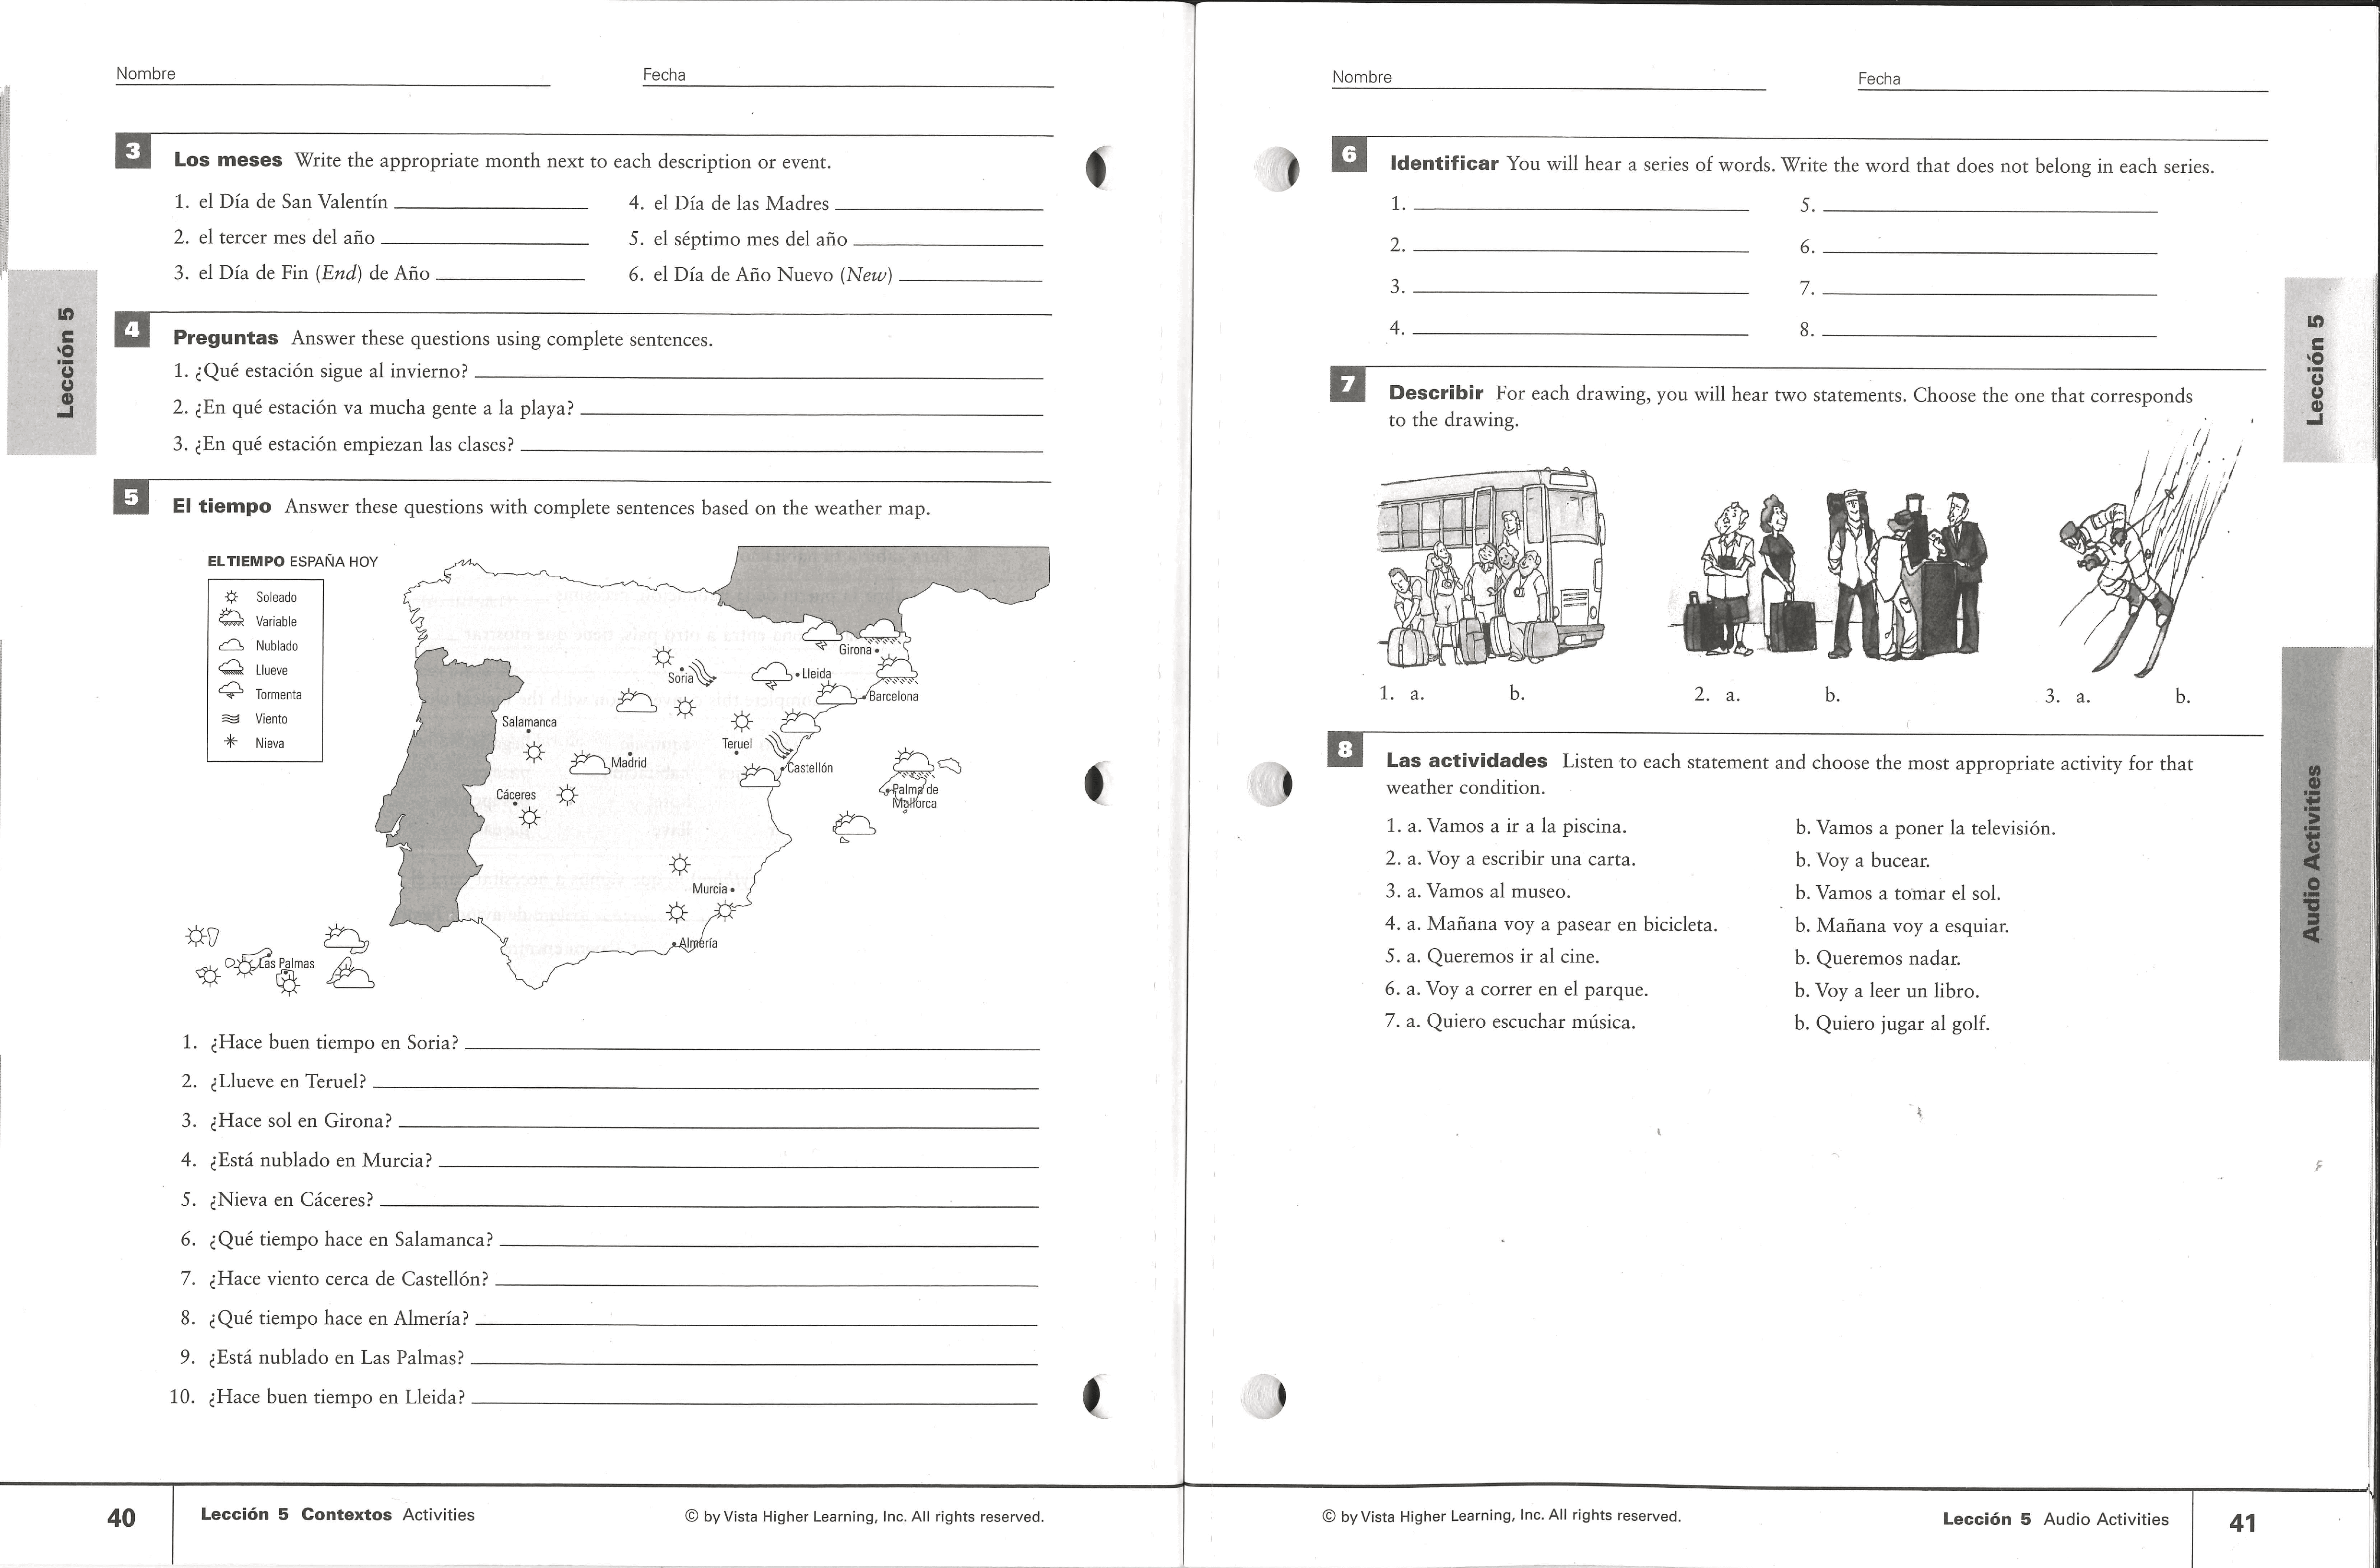 Nombre
Fecha
3 Los meses Write the appropriate month next to each description or event.
1. el Día de San Valentín
2. el tercer mes del año
3. el Día de Fin (End) de Año
4. el Día de las Madres
5. el séptimo mes del año
6. el Día de Año Nuevo (New)
Lección 5
4 Preguntas Answer these questions using complete sentences.
1. ¿Qué estación sigue al invierno?
2. ¿En qué estación va mucha gente a la playa?
3. ¿En qué estación empiezan las clases?
5 El tiempo Answer these questions with complete sentences based on the weather map.
EL TIEMPO ESPAÑA HOY
Soleado
Variable
Nublado
Llueve
Tormenta
Viento
Nieva
Girona
Soria
Lleida
Barcelona
Salamanca
Teruel
Madrid
Castellón
Cáceres
Palma de
Mallorca
Murcia
Almería
Las Palmas
1. ¿Hace buen tiempo en Soria?
2. ¿Llueve en Teruel?
3. ¿Hace sol en Girona?
4. ¿Está nublado en Murcia?
5. ¿Nieva en Cáceres?
6. ¿Qué tiempo hace en Salamanca?
7. ¿Hace viento cerca de Castellón?
8. ¿Qué tiempo hace en Almería?
9. ¿Está nublado en Las Palmas?
10. ¿Hace buen tiempo en Lleida?
40 Lección 5 Contextos Activities
© by Vista Higher Learning, Inc. All rights reserved.
Nombre
Fecha
6 Identificar You will hear a series of words. Write the word that does not belong in each series.
1.
2.
3.
4.
5.
6.
7.
8.
Lección 5
7 Describir For each drawing, you will hear two statements. Choose the one that corresponds
to the drawing.
1. a. b.
2. a. b.
3. a. b.
Audio Activities
8 Las actividades Listen to each statement and choose the most appropriate activity for that
weather condition.
1. a. Vamos a ir a la piscina. b. Vamos a poner la televisión.
2. a. Voy a escribir una carta. b. Voy a bucear.
3. a. Vamos al museo. b. Vamos a tomar el sol.
4. a. Mañana voy a pasear en bicicleta. b. Mañana voy a esquiar.
5. a. Queremos ir al cine. b. Queremos nadar.
6. a. Voy a correr en el parque. b. Voy a leer un libro.
7. a. Quiero escuchar música. b. Quiero jugar al golf.
© by Vista Higher Learning, Inc. All rights reserved.
Lección 5 Audio Activities 41